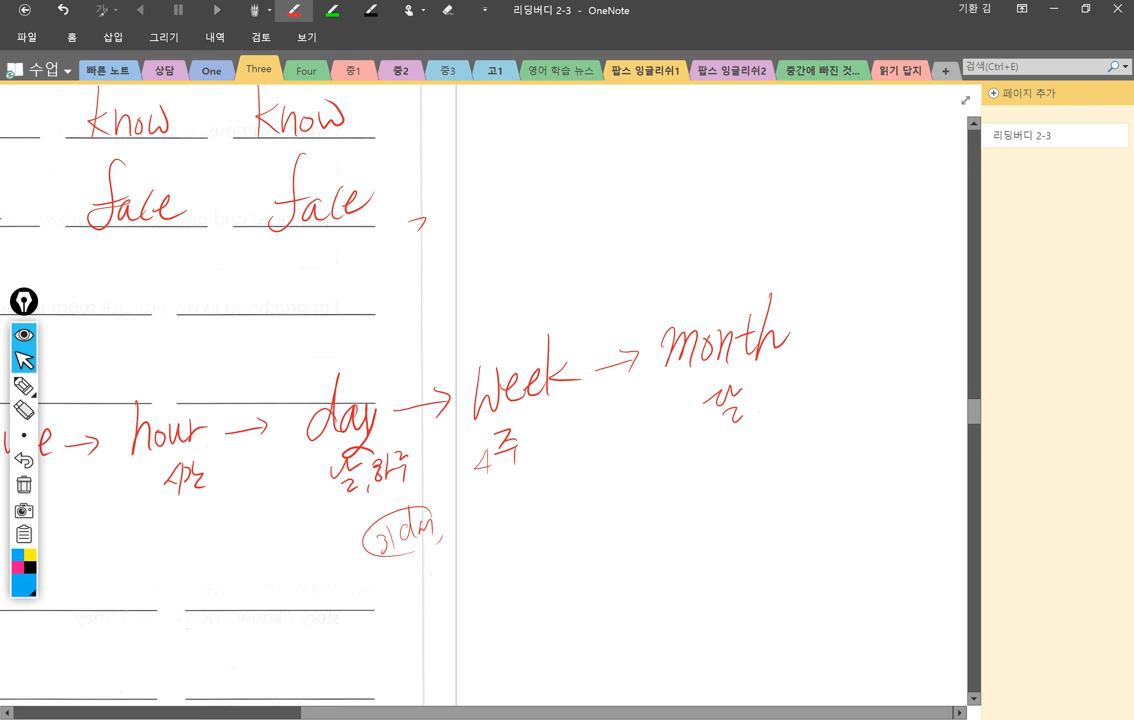 리딩버디 2-3 - OneNote
기환 김
파일 홈 삽입 그리기 내역 검토 보기
수업 빠른 노트 상담 One Three Four 중1 중2 중3 고1 영어 학습 뉴스 팝스 잉글리쉬1 팝스 잉글리쉬2 중간에 빠진 것... 읽기 답지 + 검색(Ctrl+E)
페이지 추가
리딩버디 2-3
know know
face face
month
달
week
4주
day
날, 하루
hour
시간
31 day,